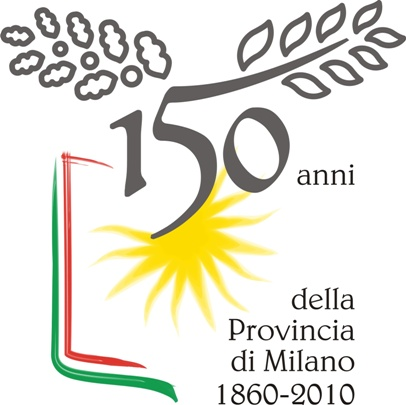 150
anni
della
Provincia
di Milano
1860-2010